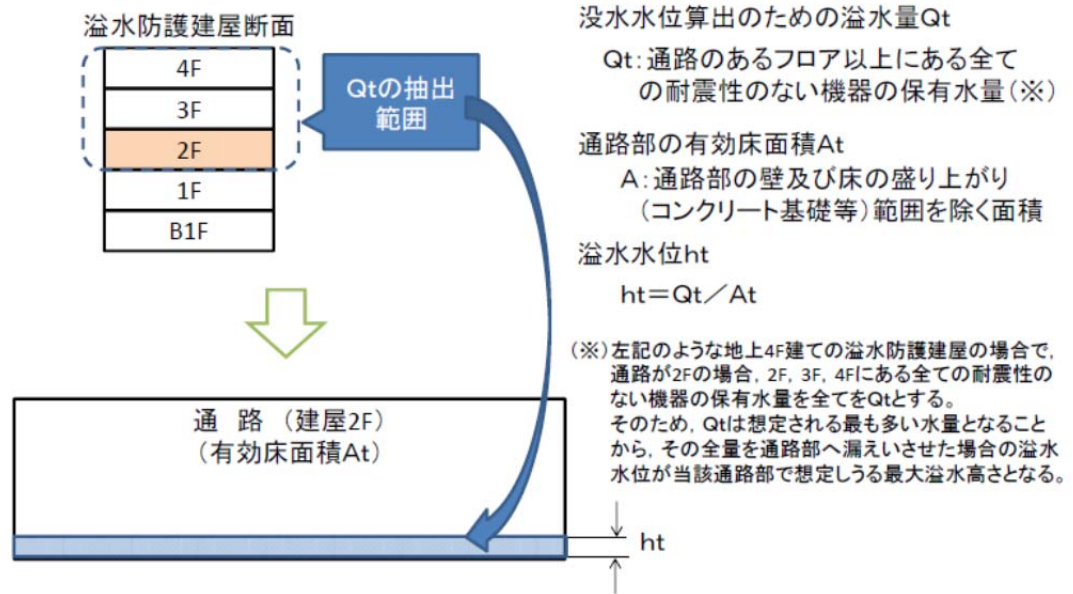 溢水防護建屋断面
4F
3F
2F
1F
B1F
Qtの抽出
範囲
通 路 (建屋2F)
(有効床面積At)
ht
没水水位算出のための溢水量Qt
Qt:通路のあるフロア以上にある全て
の耐震性のない機器の保有水量(※)
通路部の有効床面積At
A:通路部の壁及び床の盛り上がり
(コンクリート基礎等)範囲を除く面積
溢水水位ht
ht=Qt/At
(※)左記のような地上4F建ての溢水防護建屋の場合で,
通路が2Fの場合, 2F, 3F, 4Fにある全ての耐震性の
ない機器の保有水量を全てをQtとする。
そのため, Qtは想定される最も多い水量となること
から, その全量を通路部へ漏えいさせた場合の溢水
水位が当該通路部で想定しうる最大溢水高さとなる。